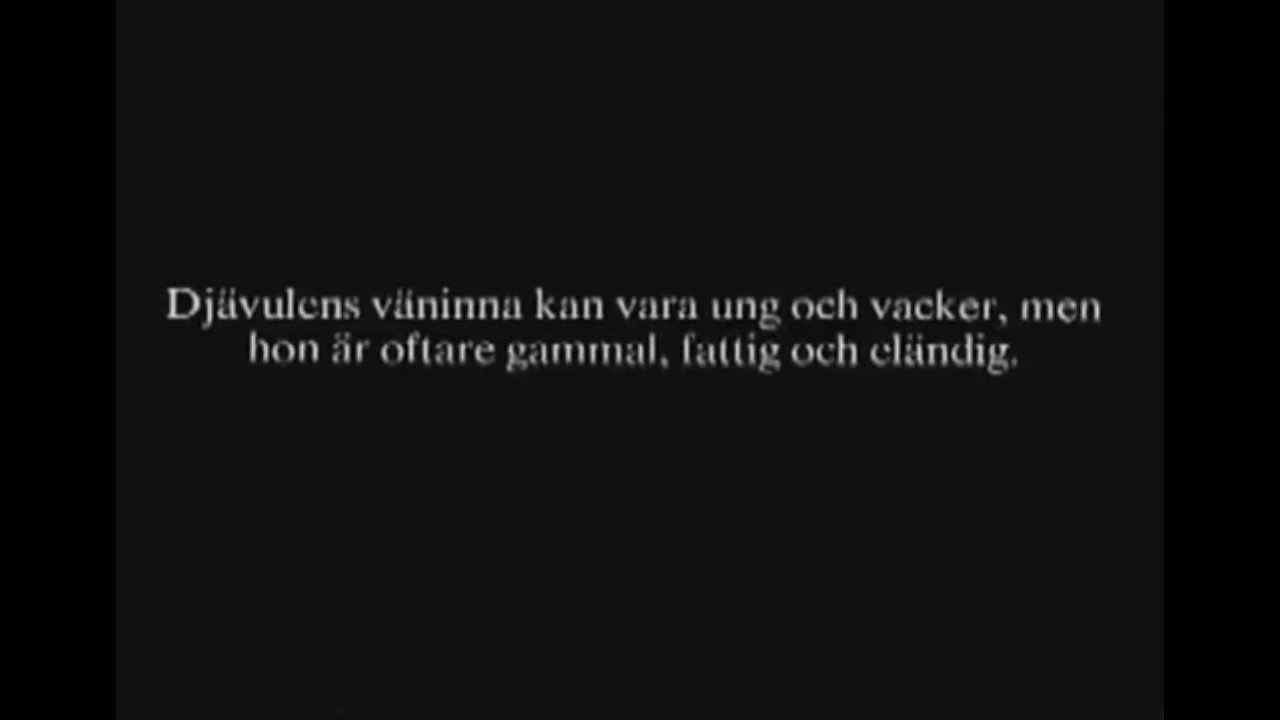 Djävulens väninna kan vara ung och vacker, men
hon är oftare gammal, fattig och eländig.